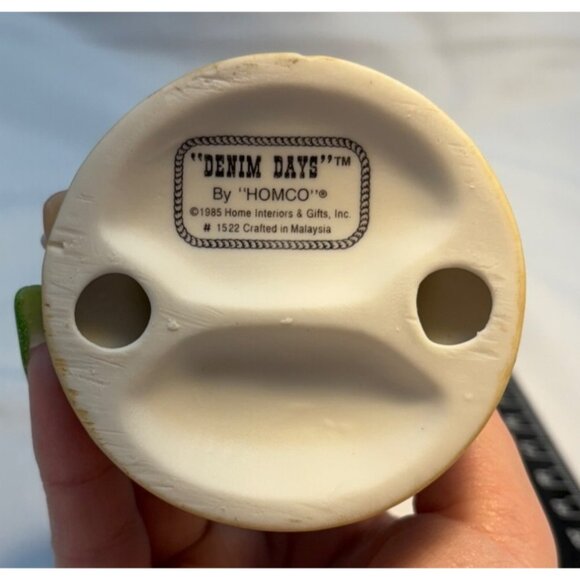 "DENIM DAYS"™
By "HOMCO"®
©1985 Home Interiors & Gifts, Inc.
# 1522 Crafted in Malaysia